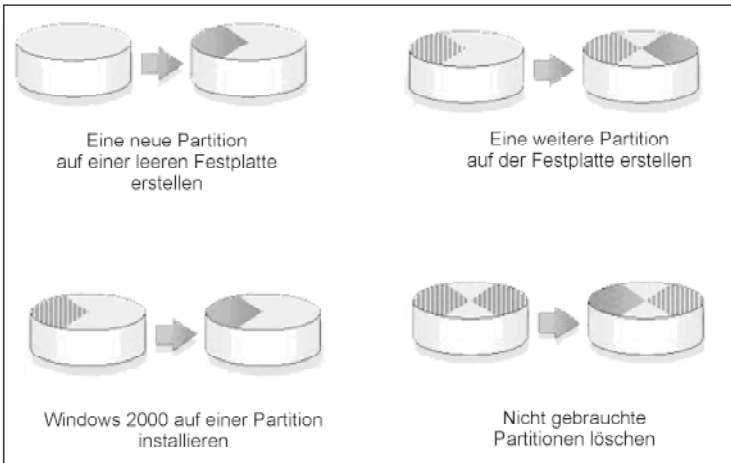 Eine neue Partition
auf einer leeren Festplatte
erstellen
Eine weitere Partition
auf der Festplatte erstellen
Windows 2000 auf einer Partition
installieren
Nicht gebrauchte
Partitionen löschen